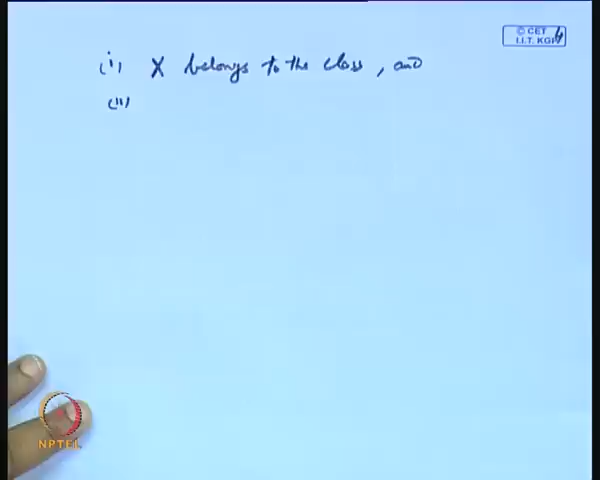 © CET
I.I.T. KGP
(i) X belongs to the class, and
(ii)
NPTEL